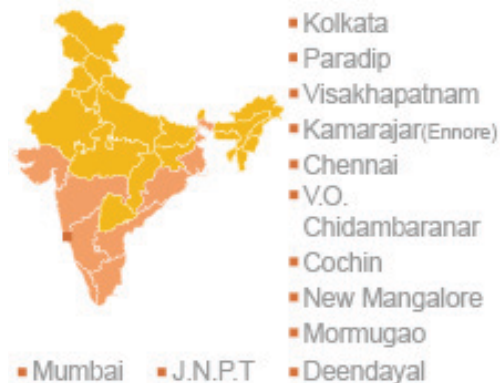 Kolkata
Paradip
Visakhapatnam
Kamarajar(Ennore)
Chennai
V.O.
Chidambaranar
Cochin
New Mangalore
Mormugao
Mumbai J.N.P.T Deendayal